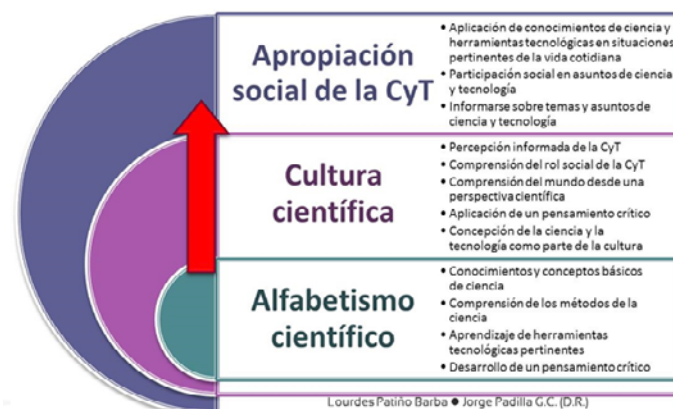 Apropiación
social de la CyT
• Aplicación de conocimientos de ciencia y
herramientas tecnológicas en situaciones
pertinentes de la vida cotidiana
• Participación social en asuntos de ciencia
y tecnología
• Informarse sobre temas y asuntos de
ciencia y tecnología
Cultura
científica
• Percepción informada de la CyT
• Comprensión del rol social de la CyT
• Comprensión del mundo desde una
perspectiva científica
• Aplicación de un pensamiento crítico
• Concepción de la ciencia y la
tecnología como parte de la cultura
Alfabetismo
científico
• Conocimientos y conceptos básicos
de ciencia
• Comprensión de los métodos de la
ciencia
• Aprendizaje de herramientas
tecnológicas pertinentes
• Desarrollo de un pensamiento crítico
Lourdes Patiño Barba ● Jorge Padilla G.C. (D.R.)